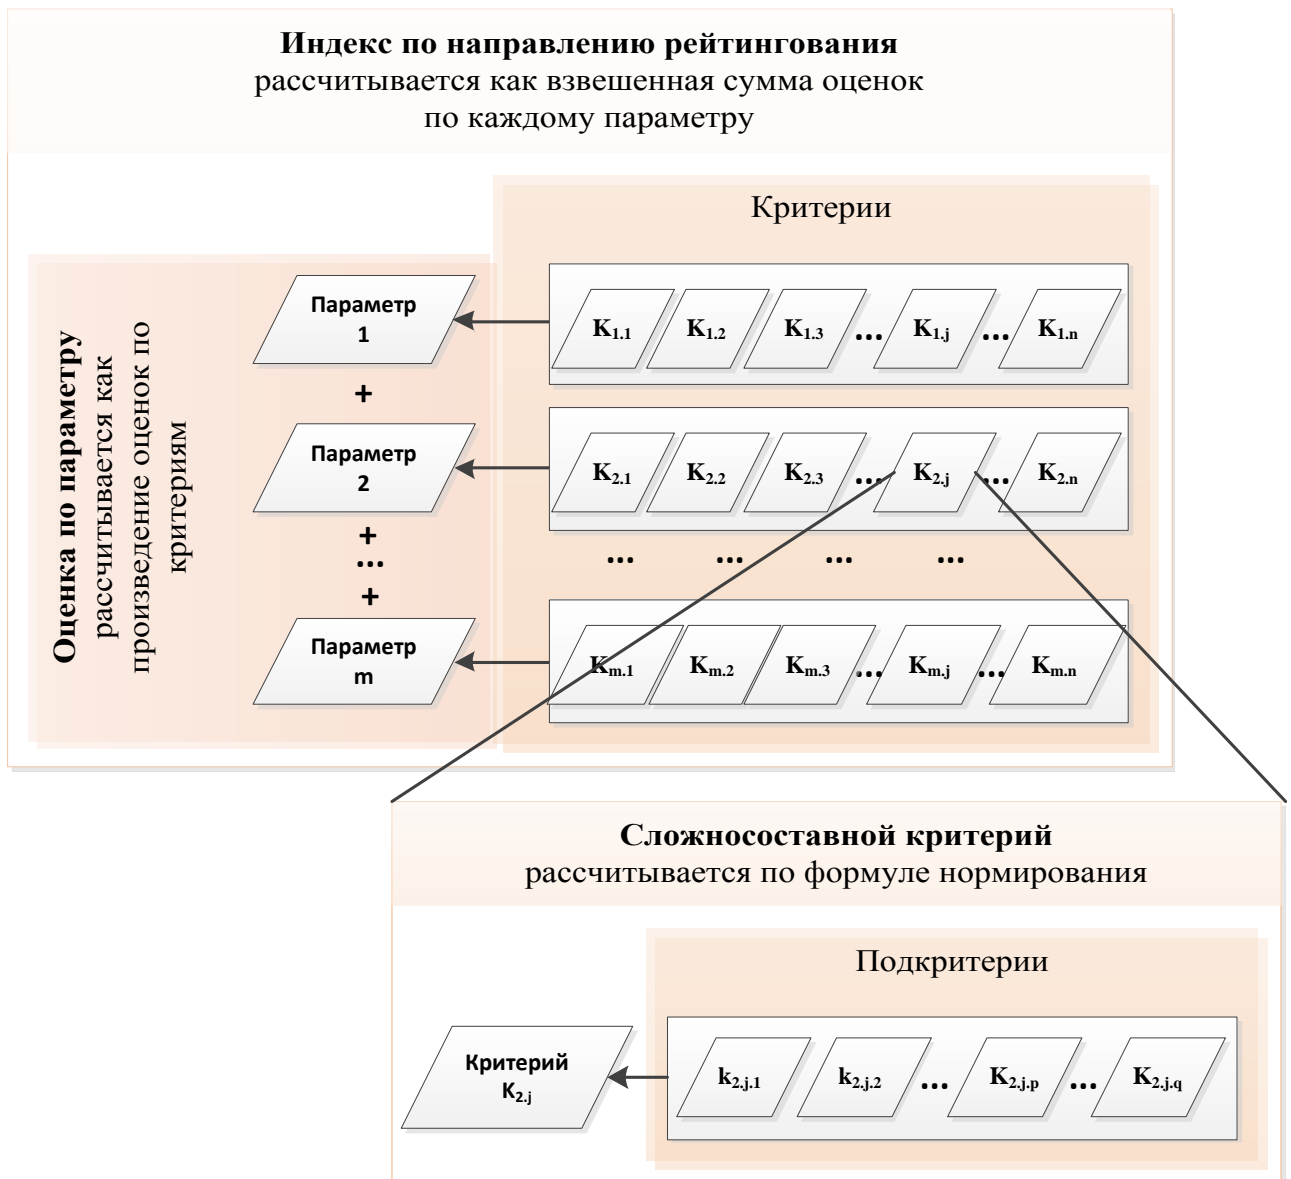 Индекс по направлению рейтингования
рассчитывается как взвешенная сумма оценок
по каждому параметру
Критерии
Оценка по параметру
рассчитывается как
произведение оценок по
критериям
Параметр
1
K1.1 K1.2 K1.3 ... K1.j ... K1.n
+
Параметр
2
K2.1 K2.2 K2.3 ... K2.j ... K2.n
+
...
... ... ... ...
+
Параметр
m
Km.1 Km.2 Km.3 ... Km.j ... Km.n
Сложносоставной критерий
рассчитывается по формуле нормирования
Подкритерии
Критерий
K2.j
k2.j.1 k2.j.2 ... K2.j.p ... K2.j.q